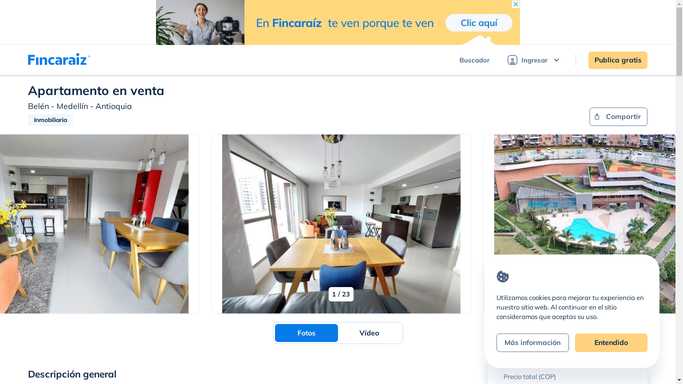 En Fincaraíz te ven porque te ven
Clic aquí
Fincaraiz
Buscador
Ingresar
Publica gratis
Apartamento en venta
Belén - Medellín - Antioquia
Inmobiliaria
Compartir
1 / 23
Fotos
Vídeo
Utilizamos cookies para mejorar tu experiencia en
nuestro sitio web. Al continuar en el sitio
consideramos que aceptas su uso.
Más información
Entendido
Descripción general
Precio total (COP)